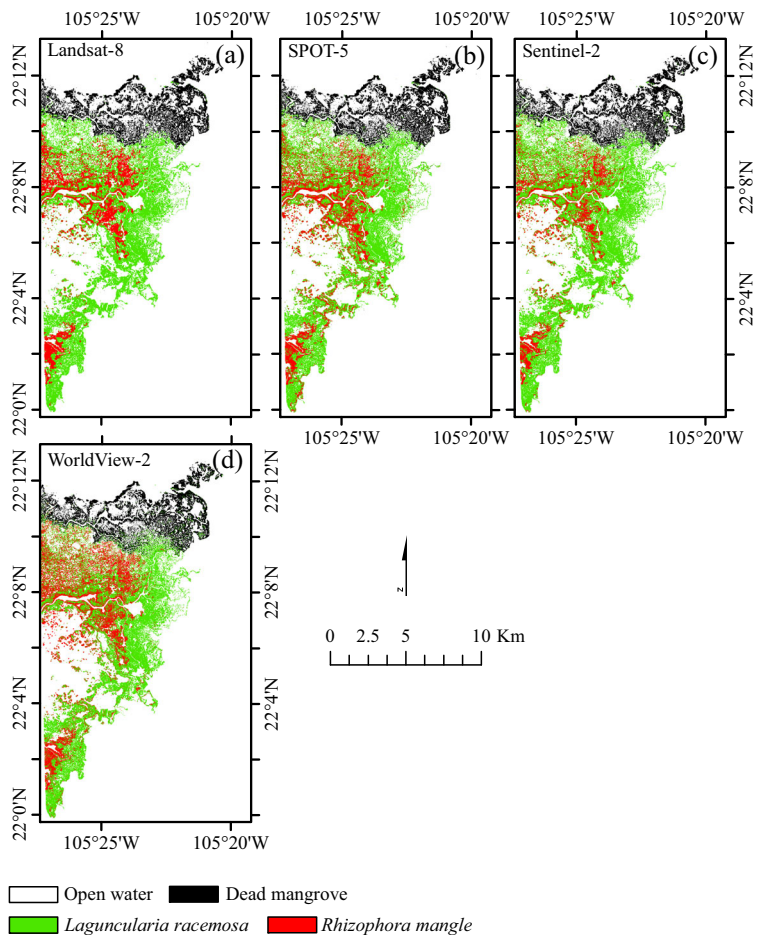 105°25'W 105°20'W 105°25'W 105°20'W 105°25'W 105°20'W
Landsat-8 (a)
SPOT-5 (b)
Sentinel-2 (c)
22°12'N
22°8'N
22°4'N
22°0'N
22°12'N
22°8'N
22°4'N
22°0'N
105°25'W 105°20'W
105°25'W 105°20'W
WorldView-2 (d)
22°12'N
22°8'N
22°4'N
22°0'N
105°25'W 105°20'W
z
0 2.5 5 10 Km
Open water Dead mangrove
Laguncularia racemosa Rhizophora mangle